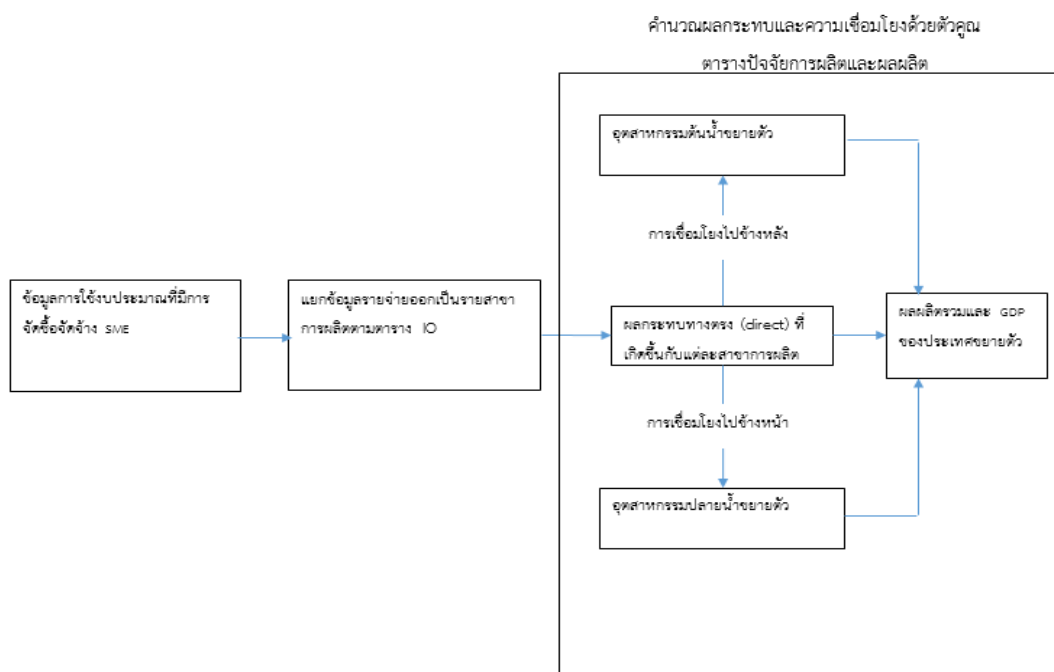 คำนวณผลกระทบและความเชื่อมโยงด้วยตัวคูณ
ตารางปัจจัยการผลิตและผลผลิต
อุตสาหกรรมต้นน้ำขยายตัว
การเชื่อมโยงไปข้างหลัง
ข้อมูลการใช้งบประมาณที่มีการ
จัดซื้อจัดจ้าง SME
แยกข้อมูลรายจ่ายออกเป็นรายสาขา
การผลิตตามตาราง IO
ผลกระทบทางตรง (direct) ที่
เกิดขึ้นกับแต่ละสาขาการผลิต
ผลผลิตรวมและ GDP
ของประเทศขยายตัว
การเชื่อมโยงไปข้างหน้า
อุตสาหกรรมปลายน้ำขยายตัว